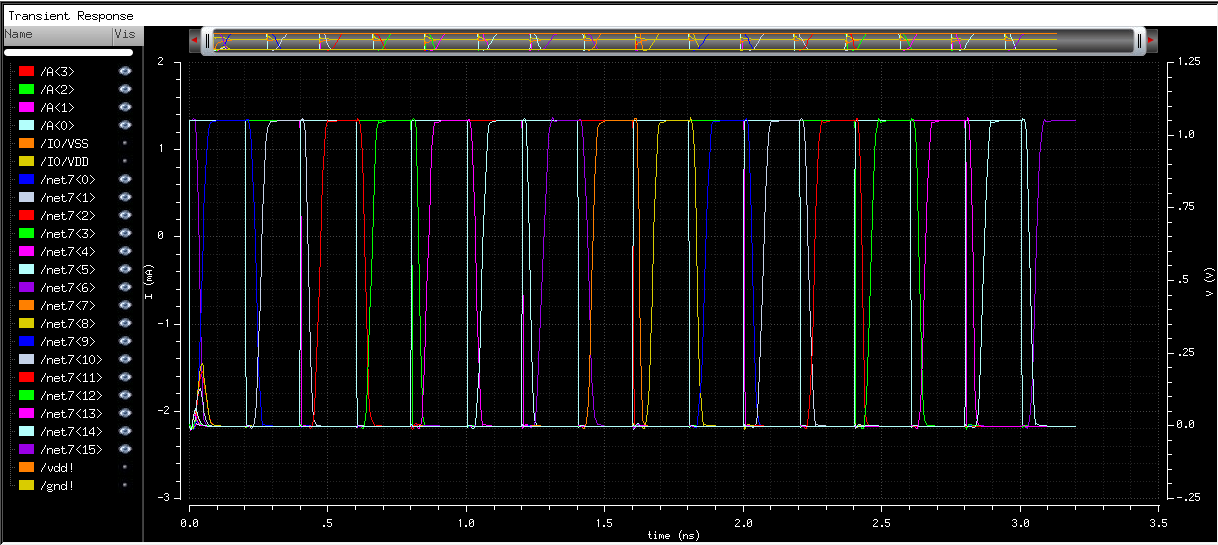 Transient Response
Name Vis
/A<3>
/A<2>
/A<1>
/A<0>
/I0/VSS
/I0/VDD
/net7<0>
/net7<1>
/net7<2>
/net7<3>
/net7<4>
/net7<5>
/net7<6>
/net7<7>
/net7<8>
/net7<9>
/net7<10>
/net7<11>
/net7<12>
/net7<13>
/net7<14>
/net7<15>
/vdd!
/gnd!
2
1
0
-1
-2
-3
I (mA)
1.25
1.0
.75
.5
.25
0.0
-.25
V (V)
0.0 .5 1.0 1.5 2.0 2.5 3.0 3.5
time (ns)